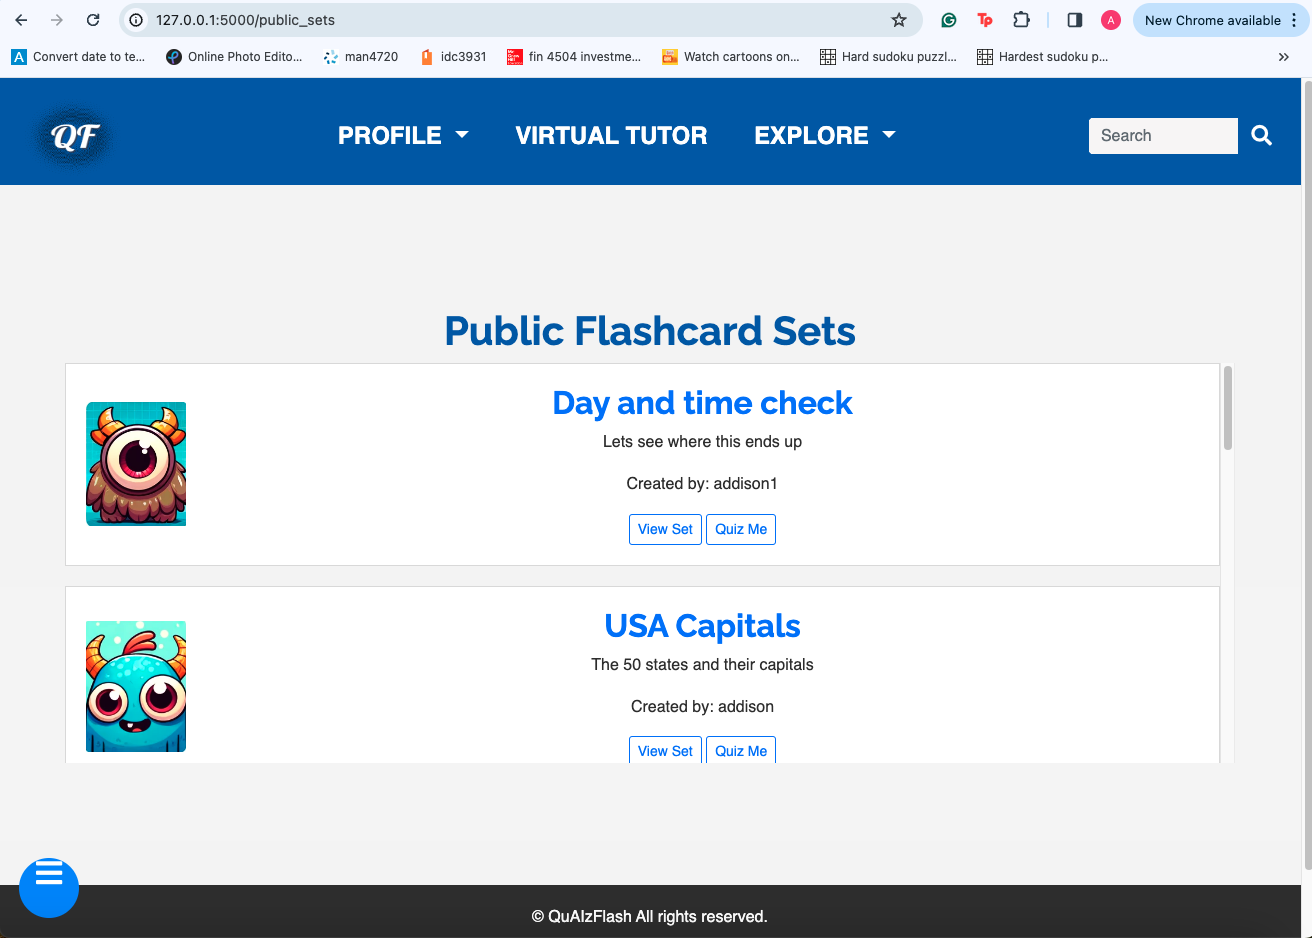 127.0.0.1:5000/public_sets
New Chrome available
A
Convert date to te...
Online Photo Edito...
man4720
idc3931
fin 4504 investme...
Watch cartoons on...
Hard sudoku puzzl...
Hardest sudoku p...
QF
PROFILE
VIRTUAL TUTOR
EXPLORE
Search
Public Flashcard Sets
Day and time check
Lets see where this ends up
Created by: addison1
View Set Quiz Me
USA Capitals
The 50 states and their capitals
Created by: addison
View Set Quiz Me
© QuAIzFlash All rights reserved.